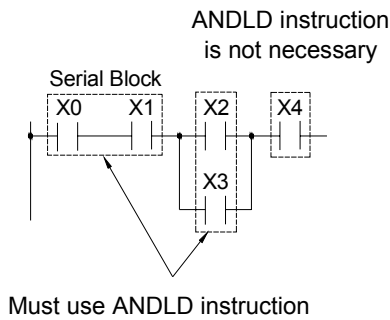 ANDLD instruction
is not necessary
Serial Block
X0 X1 X2 X4
X3
Must use ANDLD instruction